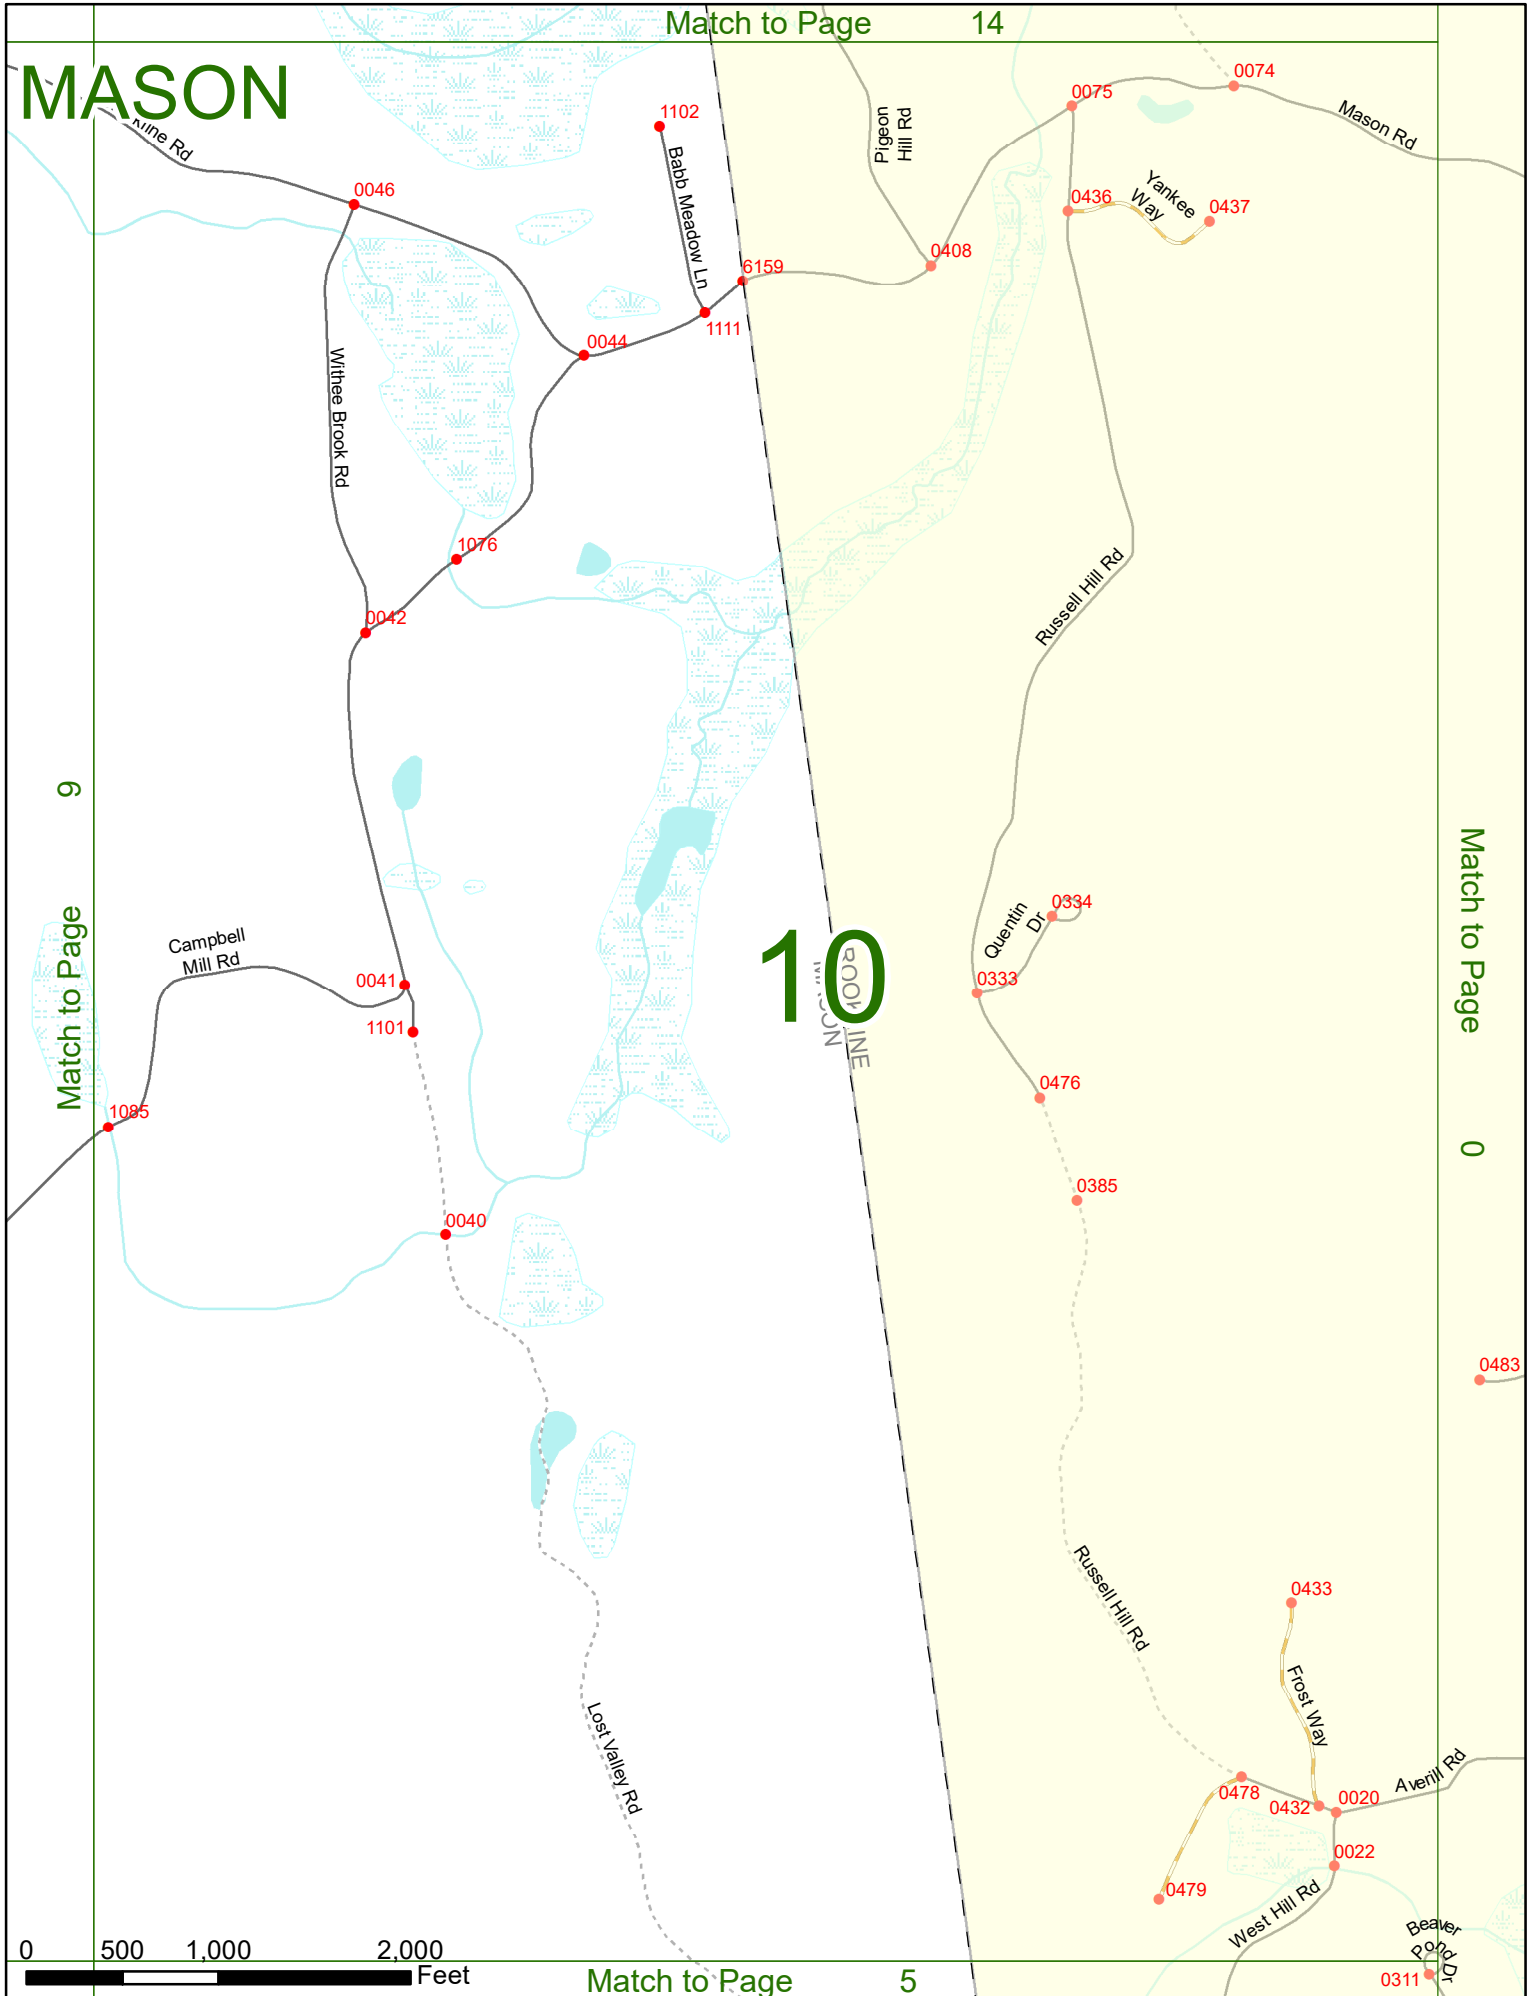 Match to Page 14
MASON
0074
0075
Mason Rd
1102
Pigeon
Hill Rd
Babb Meadow Ln
0046
0436
Yankee
Way
0437
0408
6159
1111
0044
Withee Brook Rd
1076
Russell Hill Rd
0042
9
Match to Page
Match to Page
0
Campbell
Mill Rd
0041
1101
1085
10
Quentin
Dr
0334
0333
0476
0385
0040
0483
Russell Hill Rd
0433
Frost Way
Lost Valley Rd
0478
0432
0020
Averill Rd
0022
0479
West Hill Rd
Beaver
Pond Dr
0311
0 500 1,000 2,000
Feet
Match to Page 5